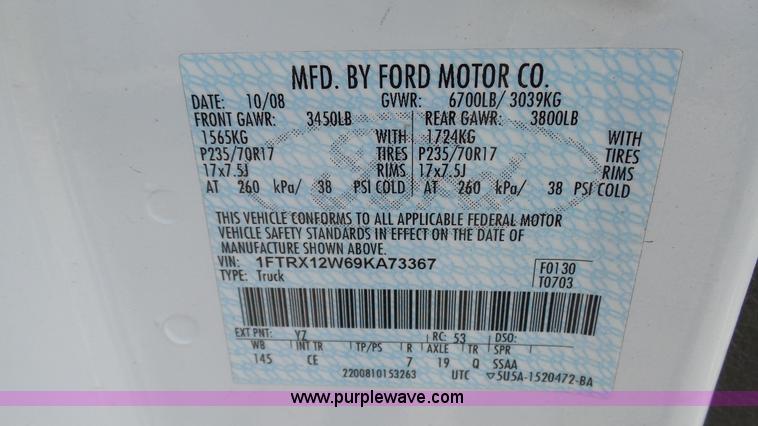 MFD. BY FORD MOTOR CO.
DATE: 10/08 GVWR: 6700LB/ 3039KG
FRONT GAWR: 3450LB REAR GAWR: 3800LB
1565KG WITH 1724KG WITH
P235/70R17 TIRES P235/70R17 TIRES
17x7.5J RIMS 17x7.5J RIMS
AT 260 kPa/ 38 PSI COLD AT 260 kPa/ 38 PSI COLD
THIS VEHICLE CONFORMS TO ALL APPLICABLE FEDERAL MOTOR
VEHICLE SAFETY STANDARDS IN EFFECT ON THE DATE OF
MANUFACTURE SHOWN ABOVE.
VIN: 1FTRX12W69KA73367 F0130
TYPE: Truck T0703
EXT PNT: YZ RC: 53 DSO:
WB INT TR TP/PS R AXLE TR SPR
145 CE 7 19 Q SSAA
2200810153263 UTC ▽5U5A-1520472-BA
www.purplewave.com